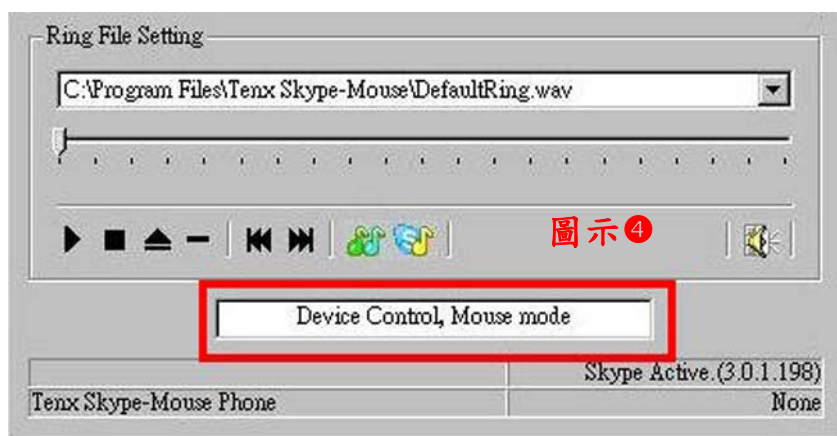 Ring File Setting
C:\Program Files\Tenx Skype-Mouse\DefaultRing.wav
圖示❹
Device Control, Mouse mode
Skype Active.(3.0.1.198)
Tenx Skype-Mouse Phone None